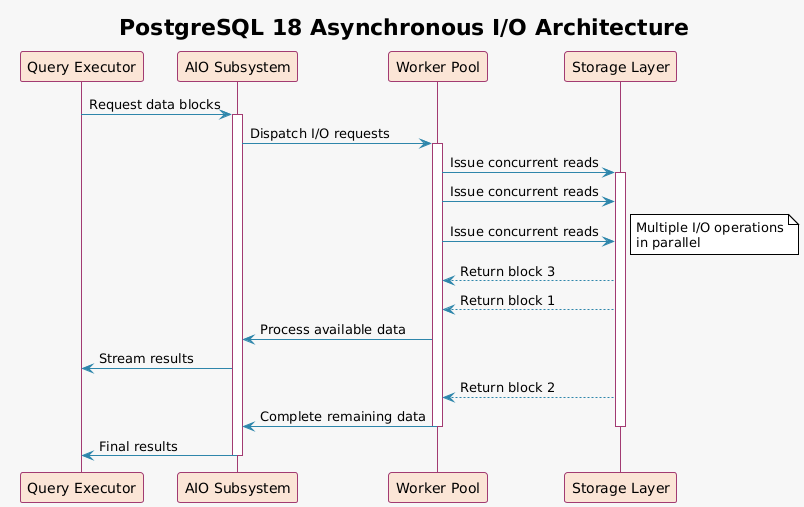 PostgreSQL 18 Asynchronous I/O Architecture
Query Executor
AIO Subsystem
Worker Pool
Storage Layer
Request data blocks
Dispatch I/O requests
Issue concurrent reads
Issue concurrent reads
Issue concurrent reads
Multiple I/O operations
in parallel
Return block 3
Return block 1
Process available data
Stream results
Return block 2
Complete remaining data
Final results
Query Executor
AIO Subsystem
Worker Pool
Storage Layer